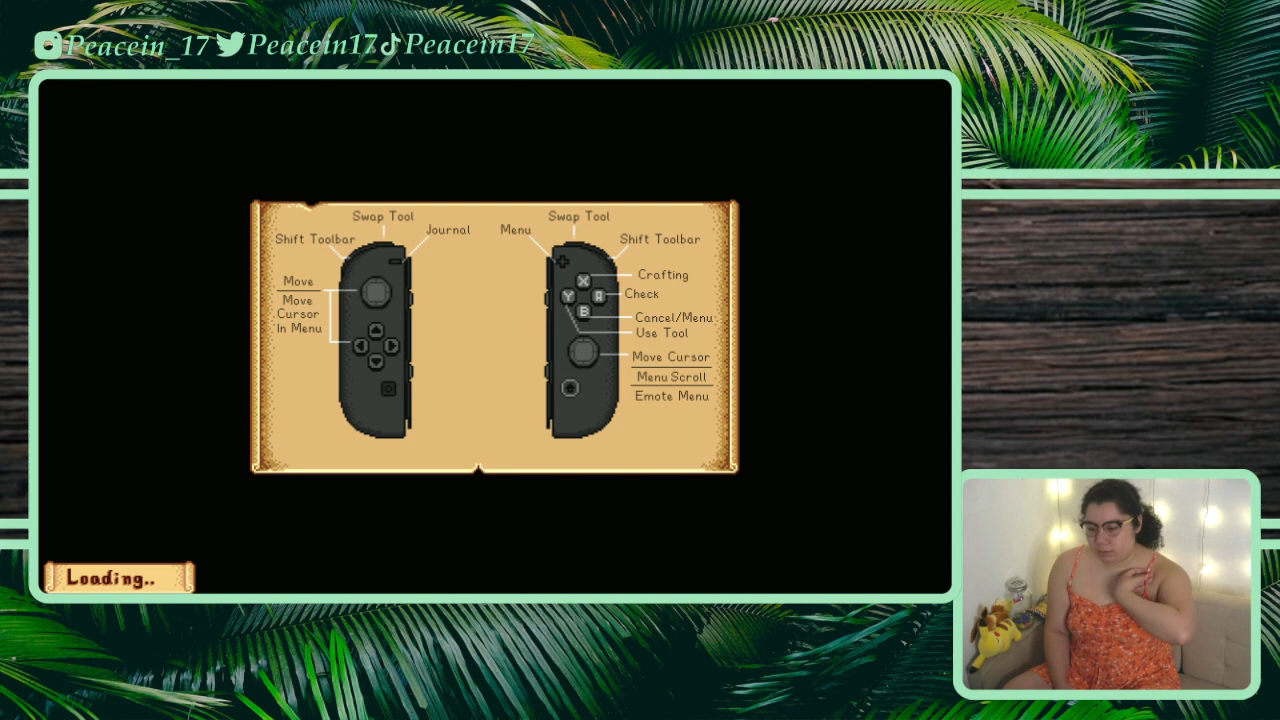 Peacein_17 Peacein17 Peacein17
Swap Tool
Journal
Shift Toolbar
Move
Move
Cursor
In Menu
Swap Tool
Menu
Shift Toolbar
X
Crafting
Y A
Check
B
Cancel/Menu
Use Tool
Move Cursor
Menu Scroll
Emote Menu
Loading..